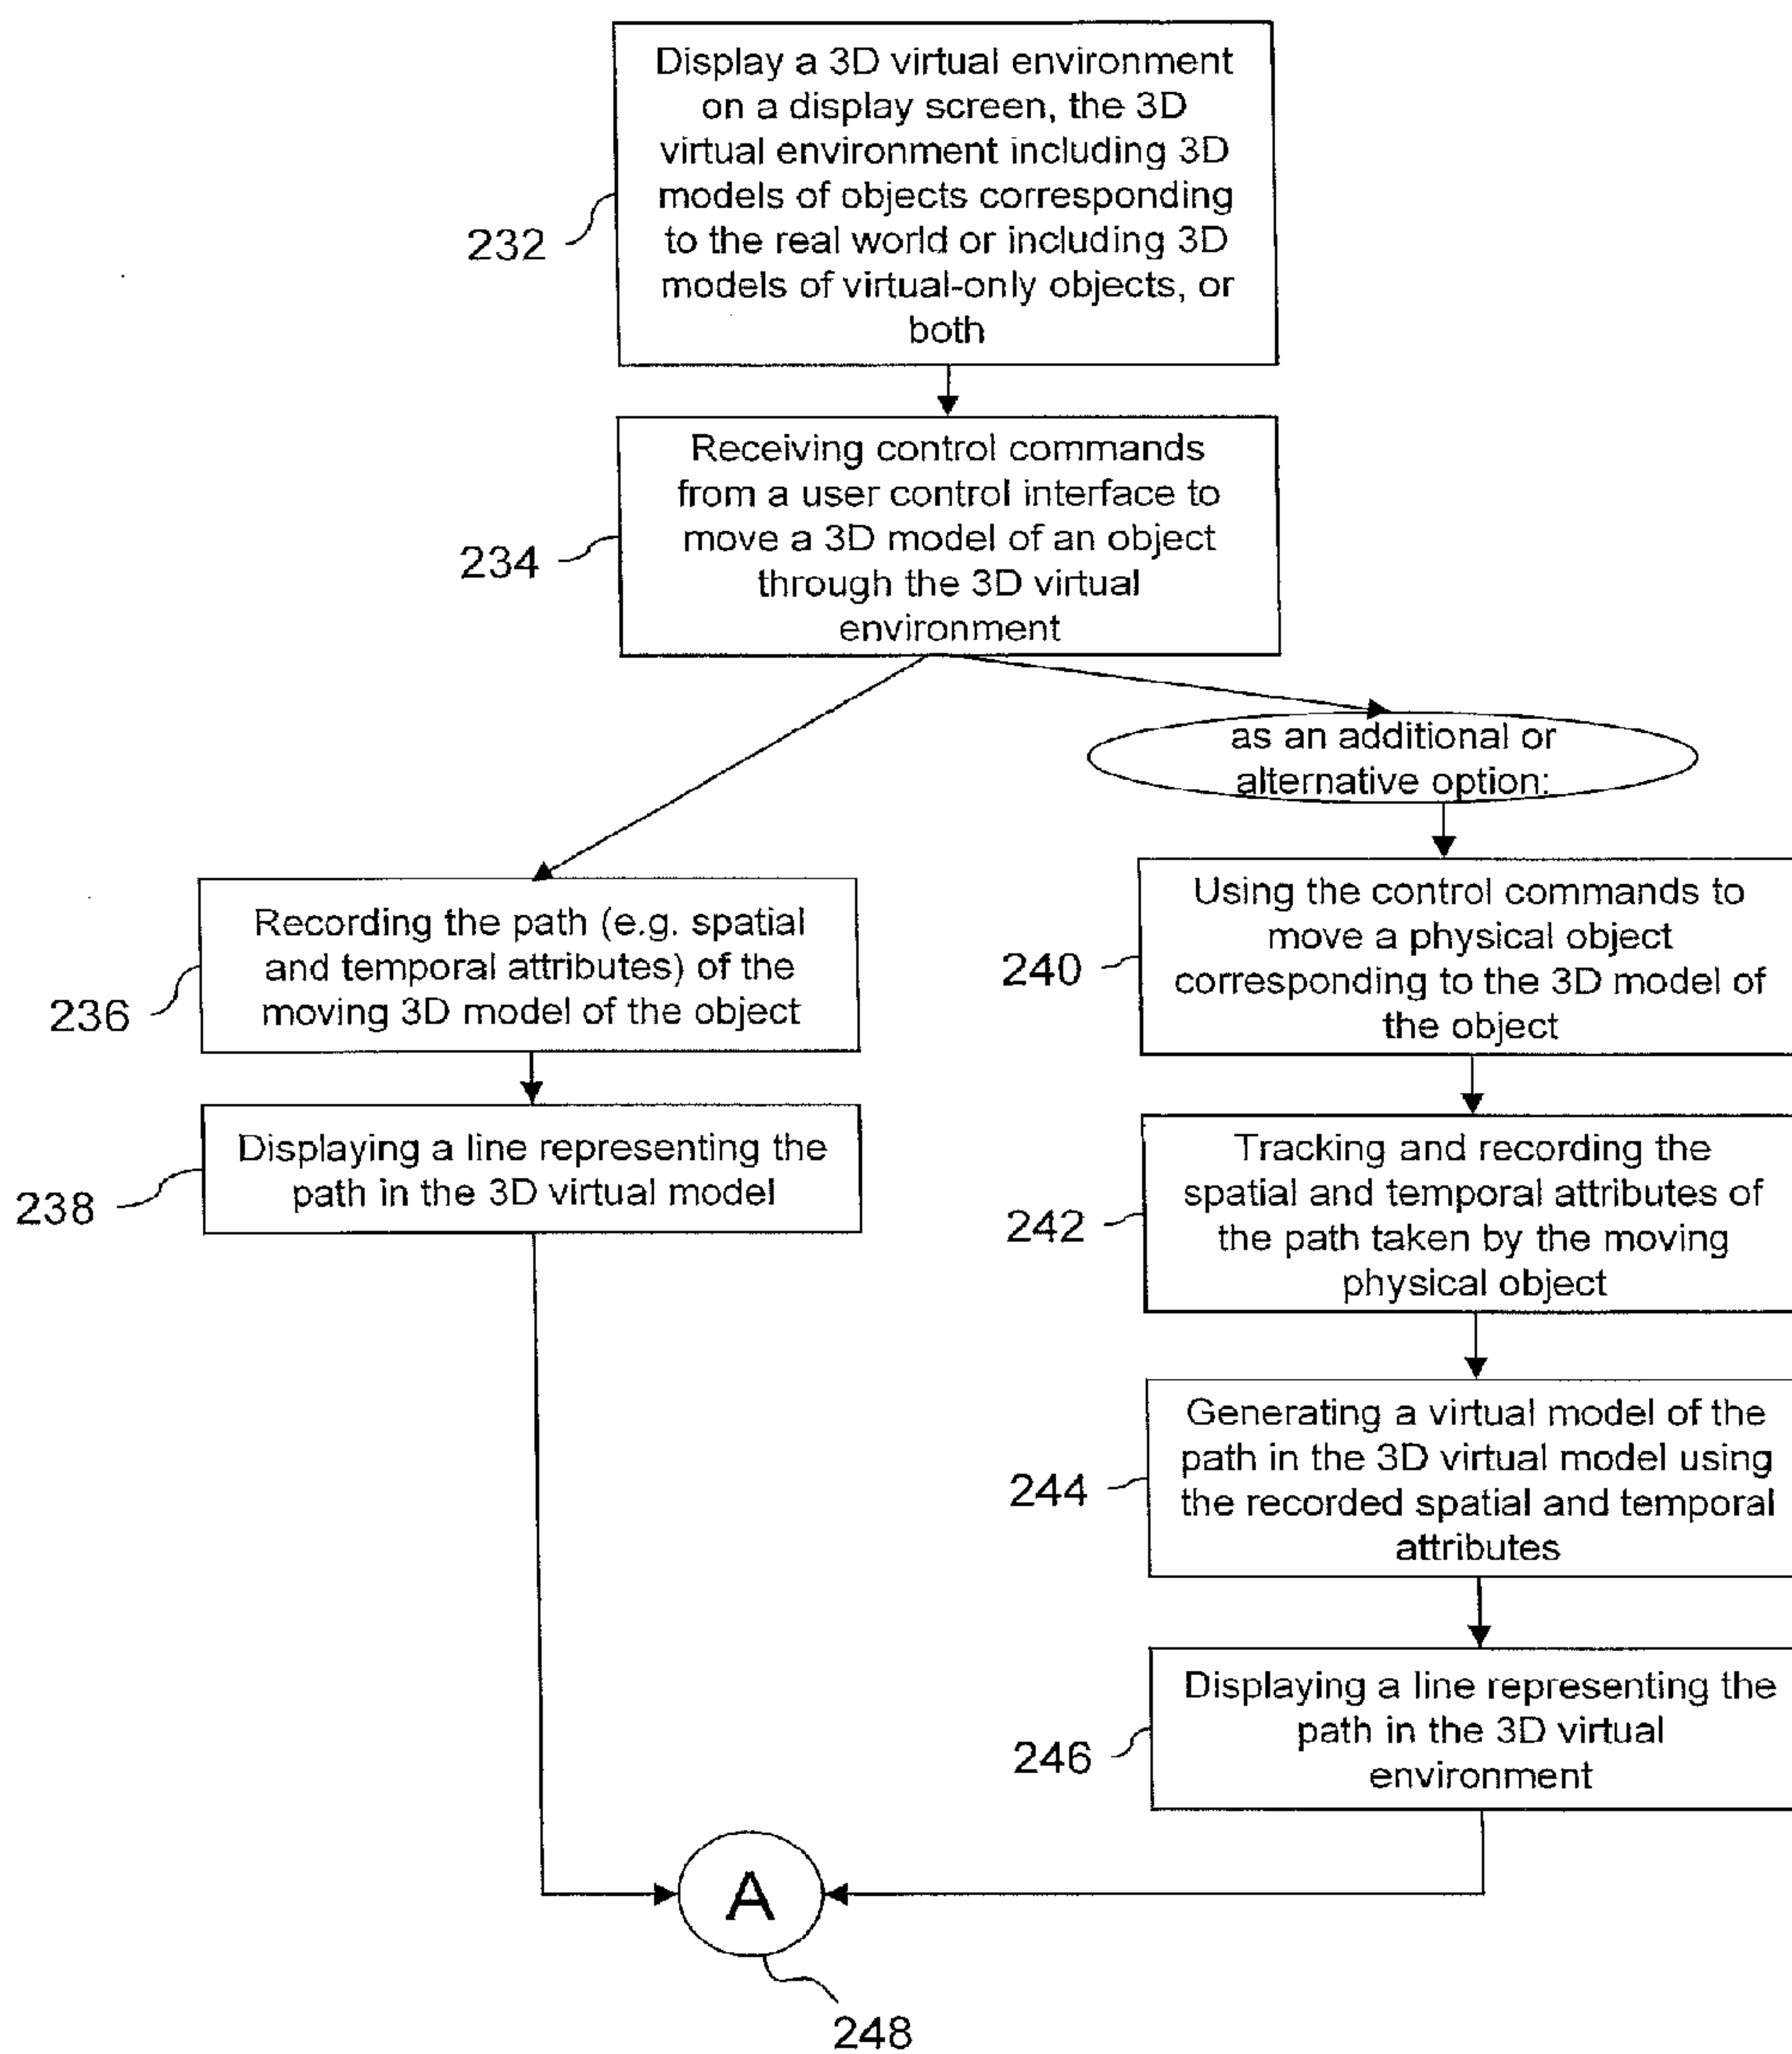 Display a 3D virtual environment
on a display screen, the 3D
virtual environment including 3D
models of objects corresponding
to the real world or including 3D
models of virtual-only objects, or
both
232
Receiving control commands
from a user control interface to
move a 3D model of an object
through the 3D virtual
environment
234
as an additional or
alternative option:
Recording the path (e.g. spatial
and temporal attributes) of the
moving 3D model of the object
236
Displaying a line representing the
path in the 3D virtual model
238
Using the control commands to
move a physical object
corresponding to the 3D model of
the object
240
Tracking and recording the
spatial and temporal attributes of
the path taken by the moving
physical object
242
Generating a virtual model of the
path in the 3D virtual model using
the recorded spatial and temporal
attributes
244
Displaying a line representing the
path in the 3D virtual
environment
246
A
248